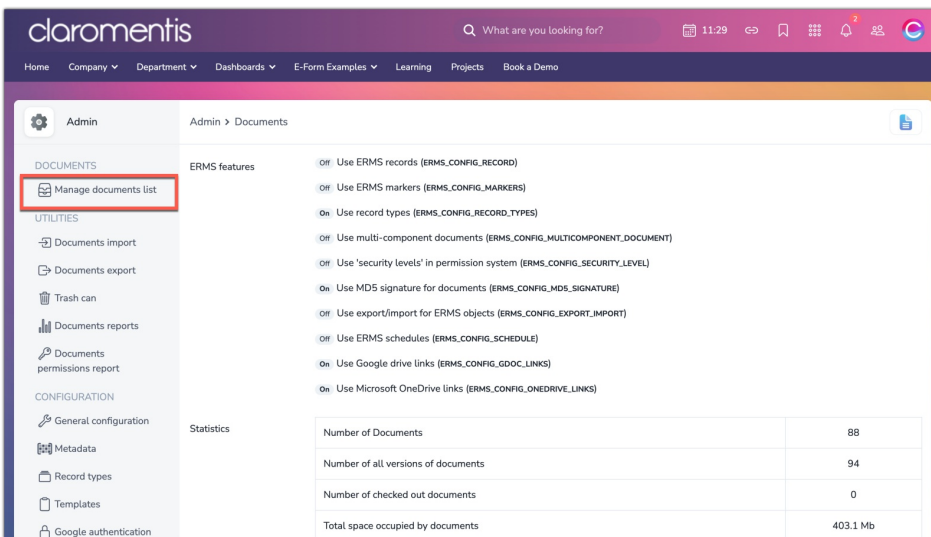 claromentis
What are you looking for?
11:29
2
Home Company Department Dashboards E-Form Examples Learning Projects Book a Demo
Admin
Admin > Documents
DOCUMENTS
Manage documents list
UTILITIES
Documents import
Documents export
Trash can
Documents reports
Documents
permissions report
CONFIGURATION
General configuration
Metadata
Record types
Templates
Google authentication
ERMS features
Off Use ERMS records (ERMS_CONFIG_RECORD)
Off Use ERMS markers (ERMS_CONFIG_MARKERS)
On Use record types (ERMS_CONFIG_RECORD_TYPES)
Off Use multi-component documents (ERMS_CONFIG_MULTICOMPONENT_DOCUMENT)
Off Use 'security levels' in permission system (ERMS_CONFIG_SECURITY_LEVEL)
On Use MD5 signature for documents (ERMS_CONFIG_MD5_SIGNATURE)
Off Use export/import for ERMS objects (ERMS_CONFIG_EXPORT_IMPORT)
Off Use ERMS schedules (ERMS_CONFIG_SCHEDULE)
On Use Google drive links (ERMS_CONFIG_GDOC_LINKS)
On Use Microsoft OneDrive links (ERMS_CONFIG_ONEDRIVE_LINKS)
Statistics
Number of Documents 88
Number of all versions of documents 94
Number of checked out documents 0
Total space occupied by documents 403.1 Mb